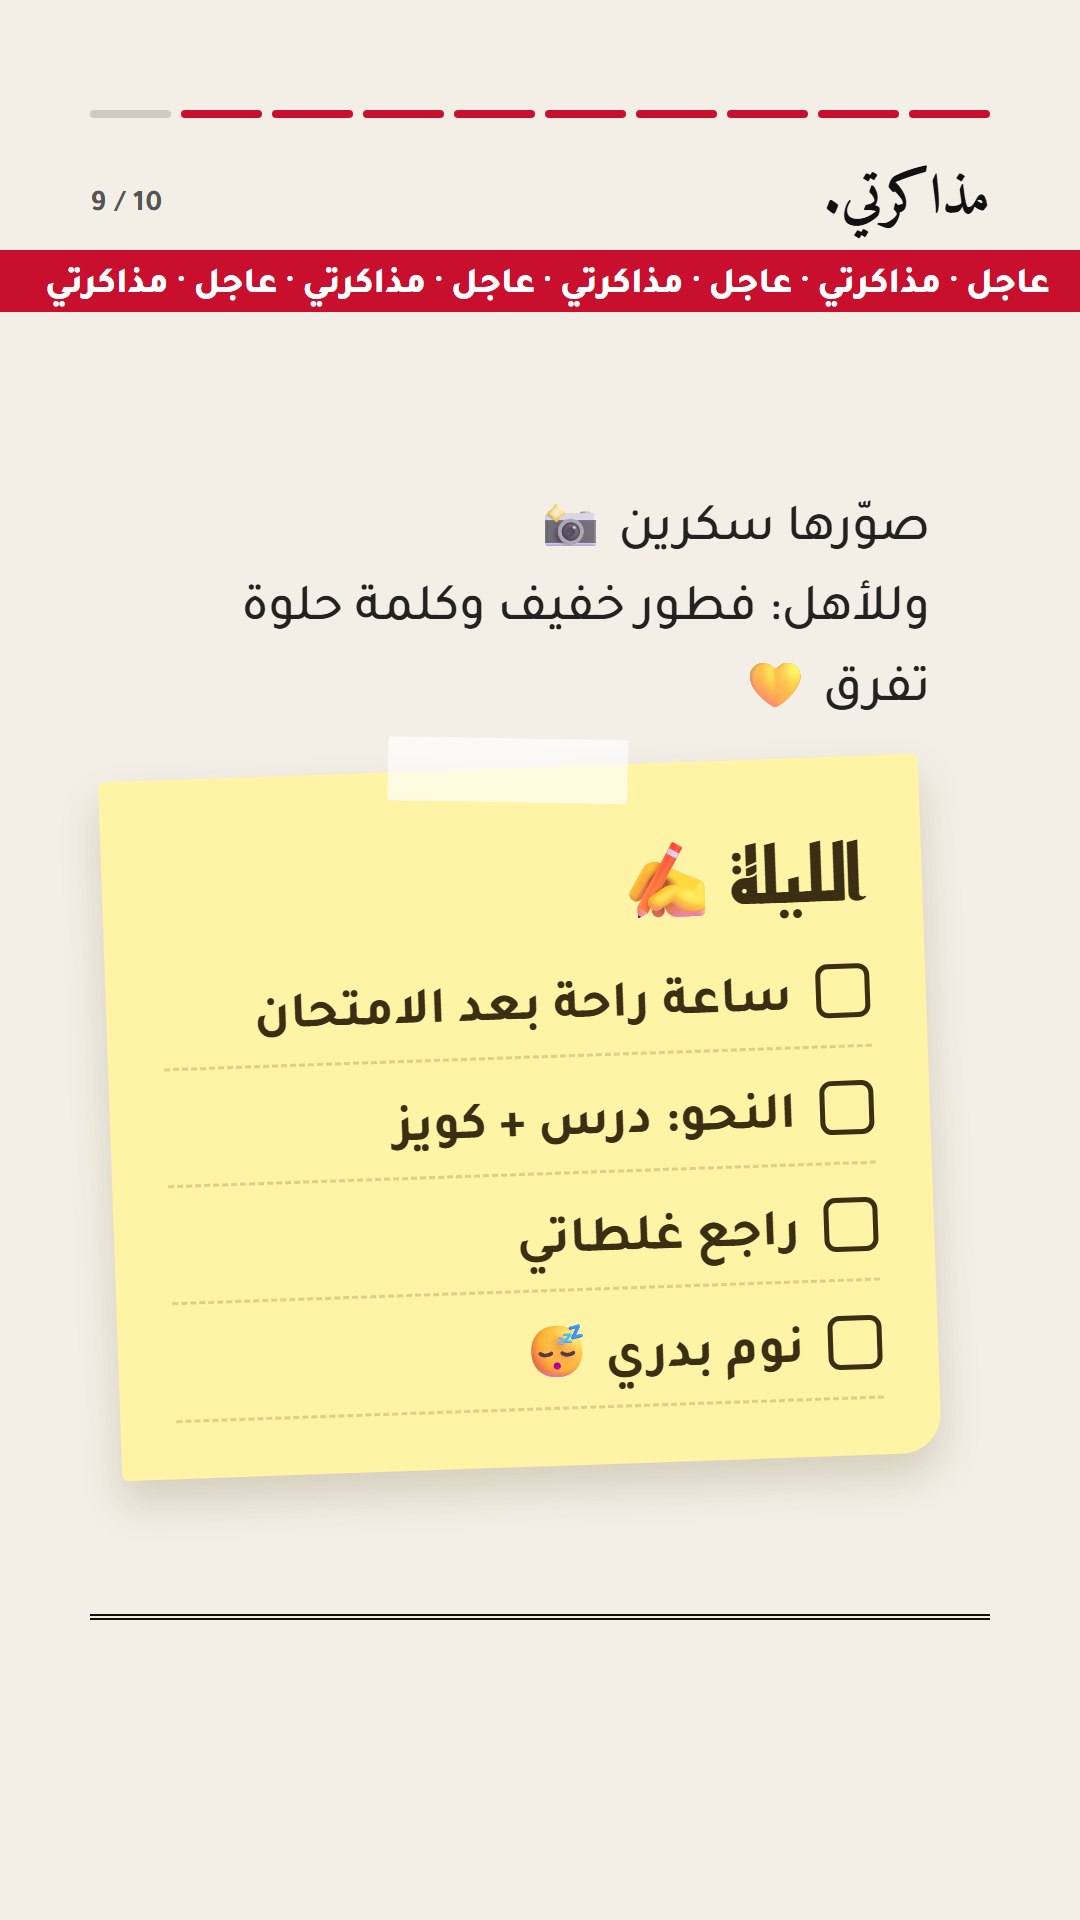 مذاكرتي.
9 / 10
عاجل · مذاكرتي · عاجل · مذاكرتي · عاجل · مذاكرتي · عاجل · مذاكرتي
صوّرها سكرين 📸
وللأهل: فطور خفيف وكلمة حلوة
تفرق 💛
الليلة ✍️
ساعة راحة بعد الامتحان
النحو: درس + كويز
راجع غلطاتي
نوم بدري 😴